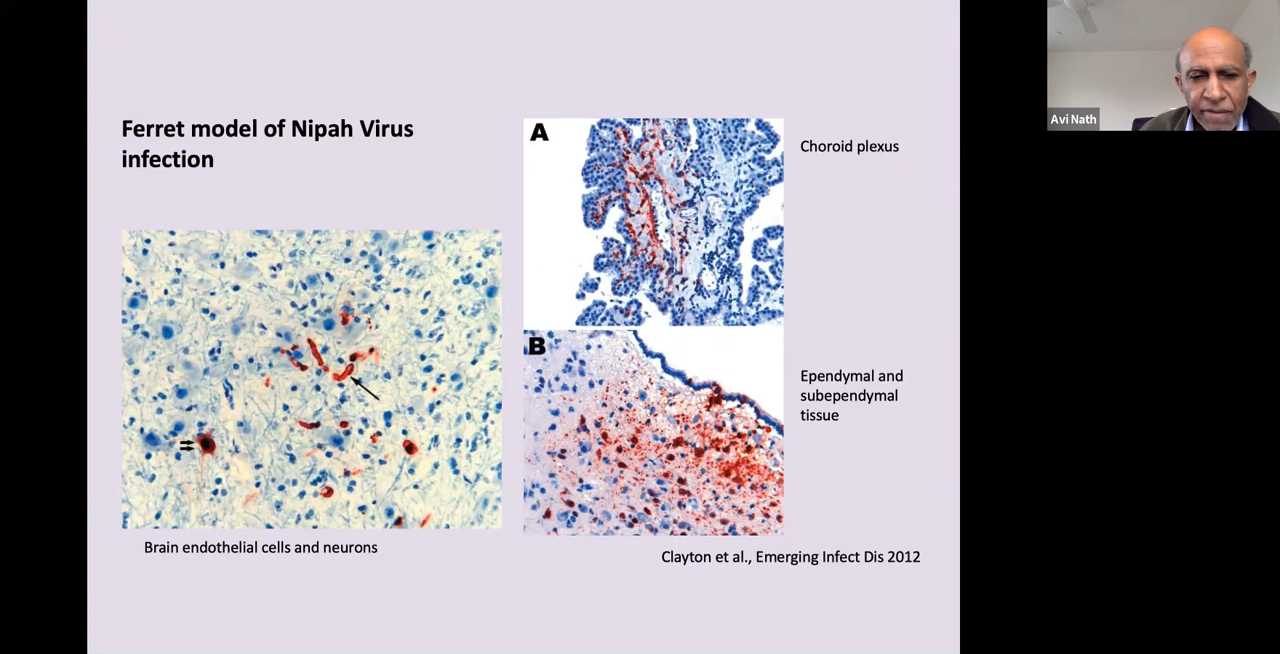 Ferret model of Nipah Virus
infection
A
Choroid plexus
B
Ependymal and
subependymal
tissue
Brain endothelial cells and neurons
Clayton et al., Emerging Infect Dis 2012
Avi Nath